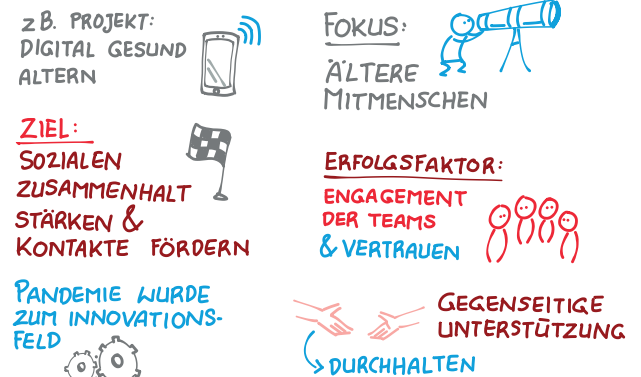 z B. PROJEKT:
DIGITAL GESUND
ALTERN
ZIEL:
SOZIALEN
ZUSAMMENHALT
STÄRKEN &
KONTAKTE FÖRDERN
PANDEMIE WURDE
ZUM INNOVATIONS-
FELD
FOKUS:
ÄLTERE
MITMENSCHEN
ERFOLGSFAKTOR:
ENGAGEMENT
DER TEAMS
& VERTRAUEN
GEGENSEITIGE
UNTERSTÜTZUNG
DURCHHALTEN